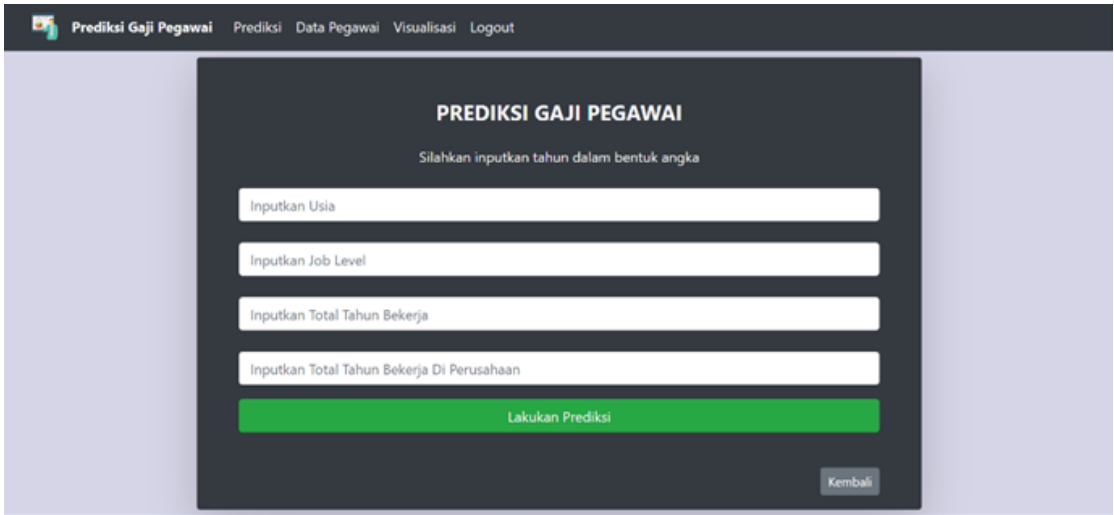 Prediksi Gaji Pegawai Prediksi Data Pegawai Visualisasi Logout
PREDIKSI GAJI PEGAWAI
Silahkan inputkan tahun dalam bentuk angka
Inputkan Usia
Inputkan Job Level
Inputkan Total Tahun Bekerja
Inputkan Total Tahun Bekerja Di Perusahaan
Lakukan Prediksi
Kembali